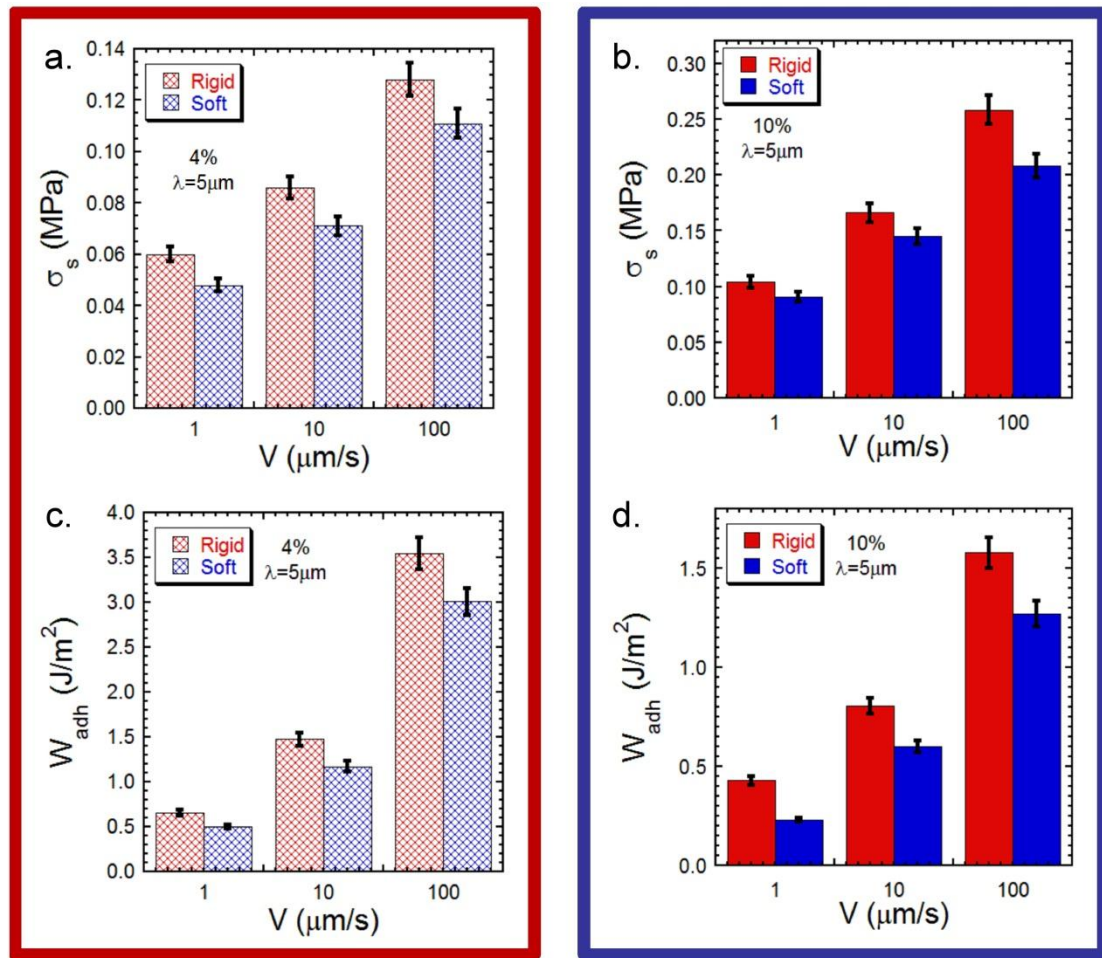 a.
0.14
0.12
0.10
0.08
0.06
0.04
0.02
0.00
σs (MPa)
Rigid
Soft
4%
λ=5μm
1 10 100
V (μm/s)
b.
0.30
0.25
0.20
0.15
0.10
0.05
0.00
σs (MPa)
Rigid
Soft
10%
λ=5μm
1 10 100
V (μm/s)
c.
4.0
3.5
3.0
2.5
2.0
1.5
1.0
0.5
0.0
Wadh (J/m²)
Rigid
Soft
4%
λ=5μm
1 10 100
V (μm/s)
d.
1.5
1.0
0.5
0.0
Wadh (J/m²)
Rigid
Soft
10%
λ=5μm
1 10 100
V (μm/s)